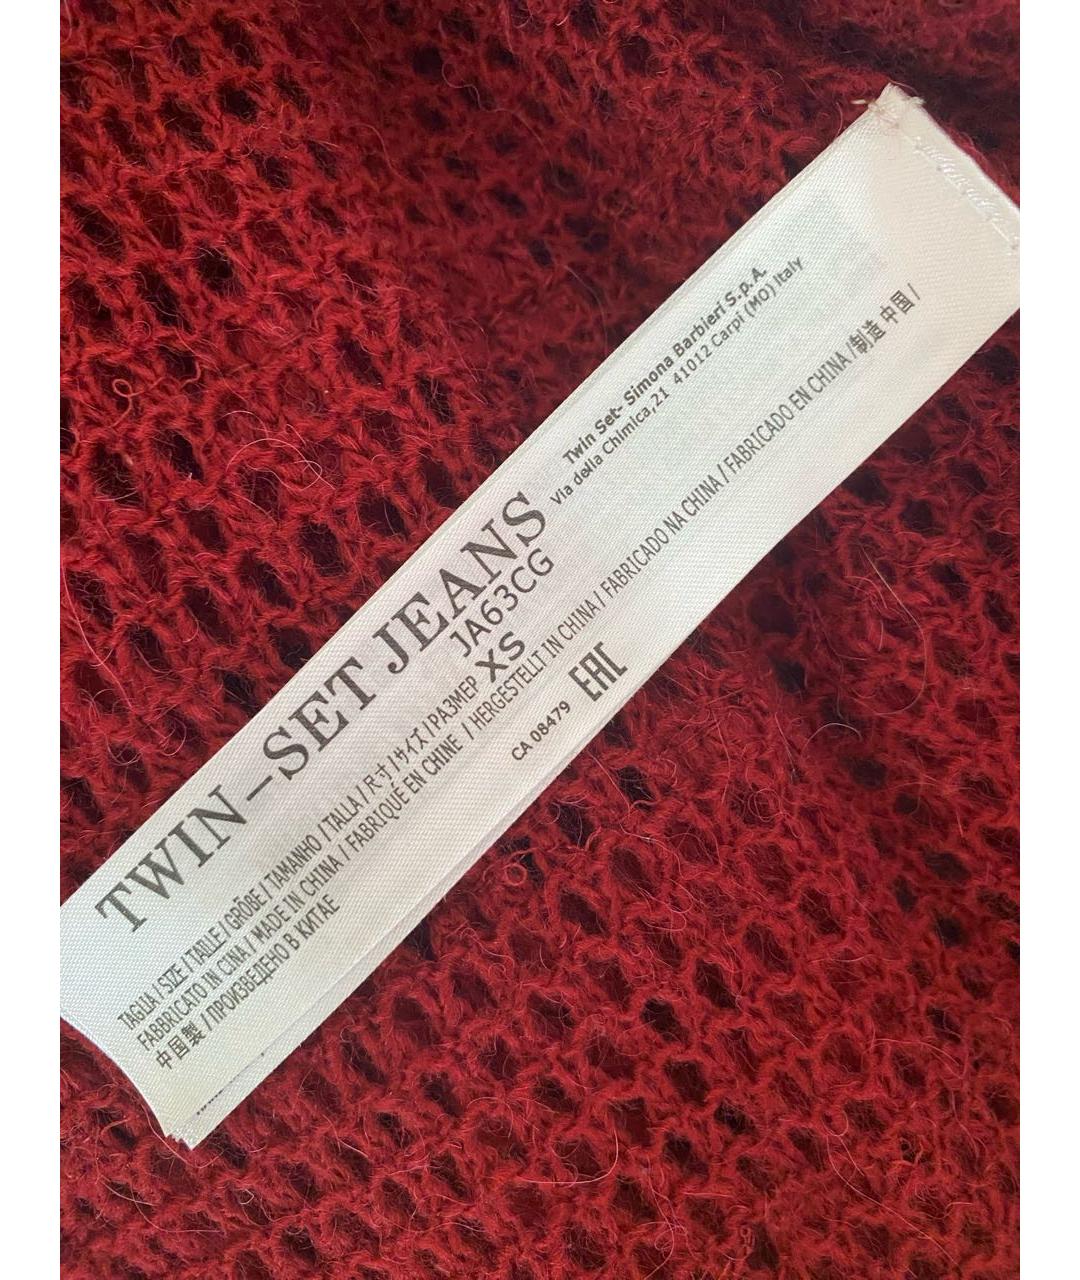 TWIN-SET JEANS
Twin Set- Simona Barbieri S.p.A.
Via della Chimica,21 41012 Carpi (MO) Italy
JA63CG
TAGLIA / SIZE / TAILLE / GRÖBE / TAMANHO / TALLA / 尺寸 / サイズ / РАЗМЕР XS
FABBRICATO IN CINA / MADE IN CHINA / FABRIQUÉ EN CHINE / HERGESTELLT IN CHINA / FABRICADO NA CHINA / FABRICADO EN CHINA /制造 中国 /
中国製 / ПРОИЗВЕДЕНО В КИТАЕ
CA 08479 EAC